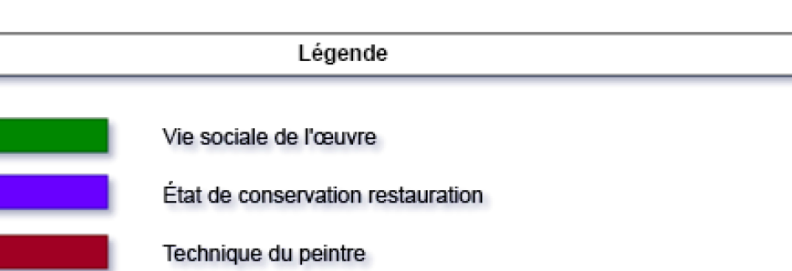 Légende
Vie sociale de l'œuvre
État de conservation restauration
Technique du peintre